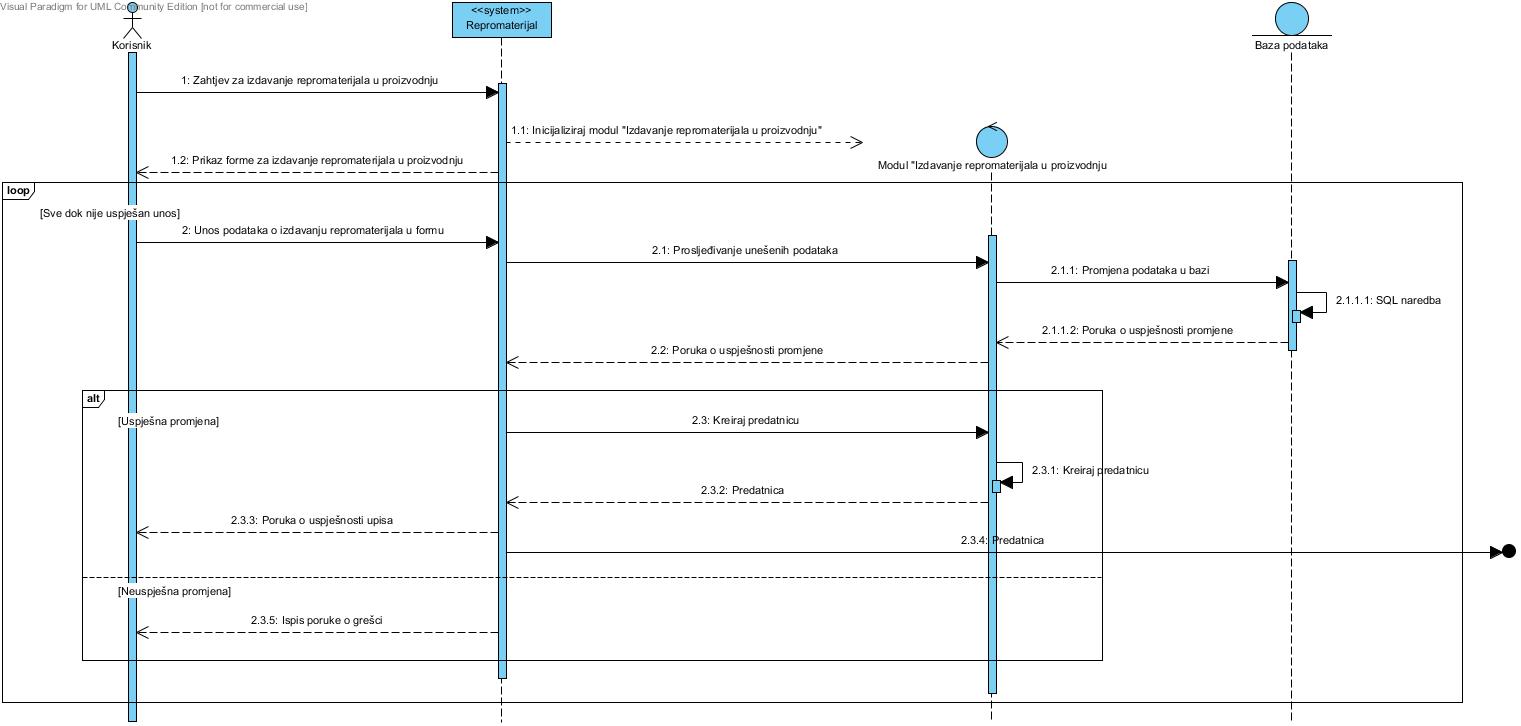 Visual Paradigm for UML Community Edition [not for commercial use]
<<system>>
Repromaterijal
Korisnik
Baza podataka
1: Zahtjev za izdavanje repromaterijala u proizvodnju
1.1: Inicijaliziraj modul "Izdavanje repromaterijala u proizvodnju"
1.2: Prikaz forme za izdavanje repromaterijala u proizvodnju
Modul "Izdavanje repromaterijala u proizvodnju
loop
[Sve dok nije uspješan unos]
2: Unos podataka o izdavanju repromaterijala u formu
2.1: Prosljeđivanje unešenih podataka
2.1.1: Promjena podataka u bazi
2.1.1.1: SQL naredba
2.1.1.2: Poruka o uspješnosti promjene
2.2: Poruka o uspješnosti promjene
alt
[Uspješna promjena]
2.3: Kreiraj predatnicu
2.3.1: Kreiraj predatnicu
2.3.2: Predatnica
2.3.3: Poruka o uspješnosti upisa
2.3.4: Predatnica
[Neuspješna promjena]
2.3.5: Ispis poruke o grešci